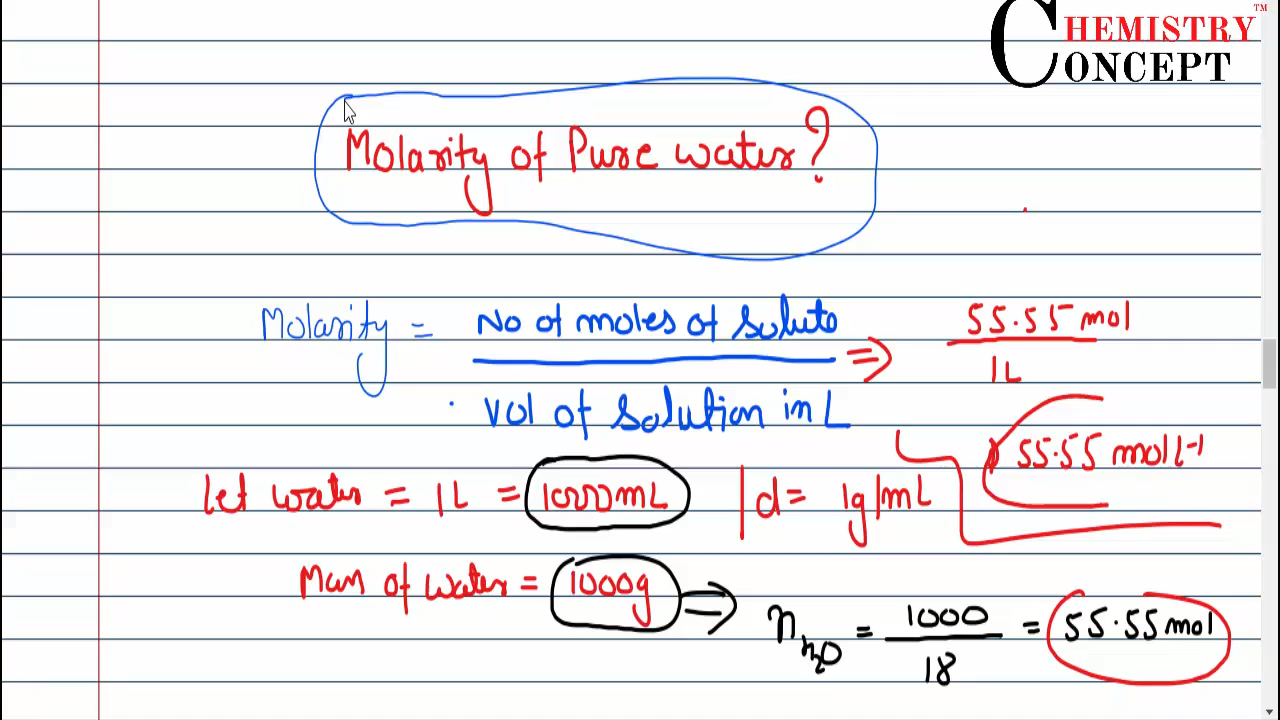 CHEMISTRY™
CONCEPT
Molarity of Pure water?
Molarity = No of moles of Solute / Vol of Solution in L ⇒ 55.55 mol / 1L
55.55 mol L⁻¹
Let water = 1L = 1000mL | d = 1g/mL
Mass of water = 1000g ⇒
nH₂O = 1000 / 18 = 55.55 mol